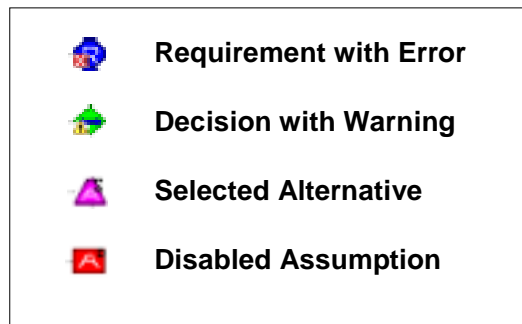 Requirement with Error
Decision with Warning
Selected Alternative
A Disabled Assumption